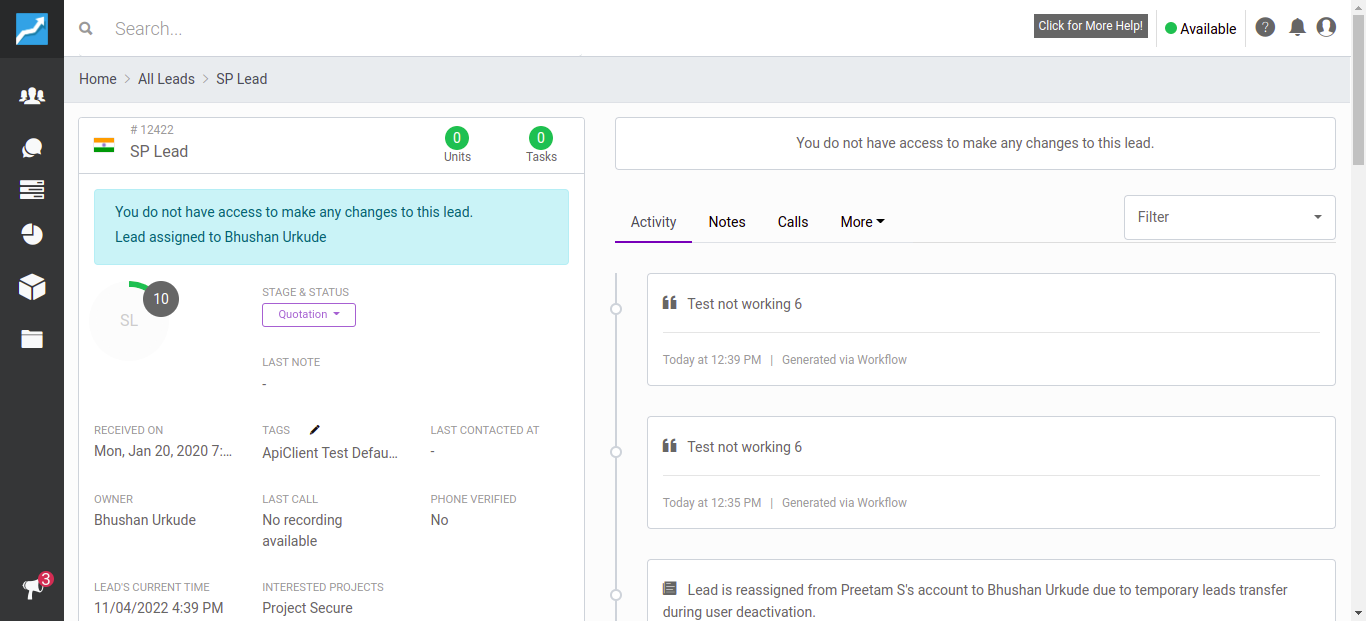 Search...
Click for More Help!
Available
?
Home > All Leads > SP Lead
# 12422
SP Lead
0
Units
0
Tasks
You do not have access to make any changes to this lead.
Lead assigned to Bhushan Urkude
SL
10
STAGE & STATUS
Quotation
LAST NOTE
-
RECEIVED ON
Mon, Jan 20, 2020 7:...
TAGS
ApiClient Test Defau...
LAST CONTACTED AT
-
OWNER
Bhushan Urkude
LAST CALL
No recording
available
PHONE VERIFIED
No
LEAD'S CURRENT TIME
11/04/2022 4:39 PM
INTERESTED PROJECTS
Project Secure
3
You do not have access to make any changes to this lead.
Activity
Notes
Calls
More
Filter
Test not working 6
Today at 12:39 PM | Generated via Workflow
Test not working 6
Today at 12:35 PM | Generated via Workflow
Lead is reassigned from Preetam S's account to Bhushan Urkude due to temporary leads transfer
during user deactivation.